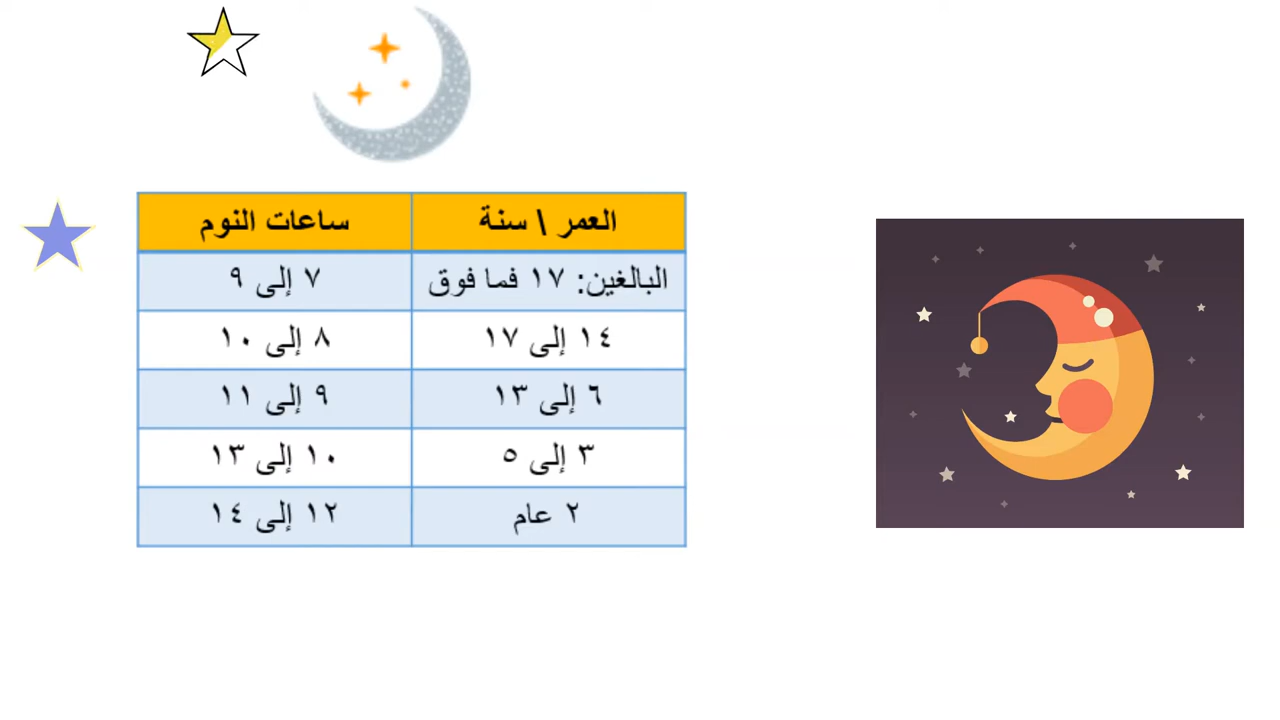 العمر \ سنة ساعات النوم
البالغين: ١٧ فما فوق ٧ إلى ٩
١٤ إلى ١٧ ٨ إلى ١٠
٦ إلى ١٣ ٩ إلى ١١
٣ إلى ٥ ١٠ إلى ١٣
٢ عام ١٢ إلى ١٤